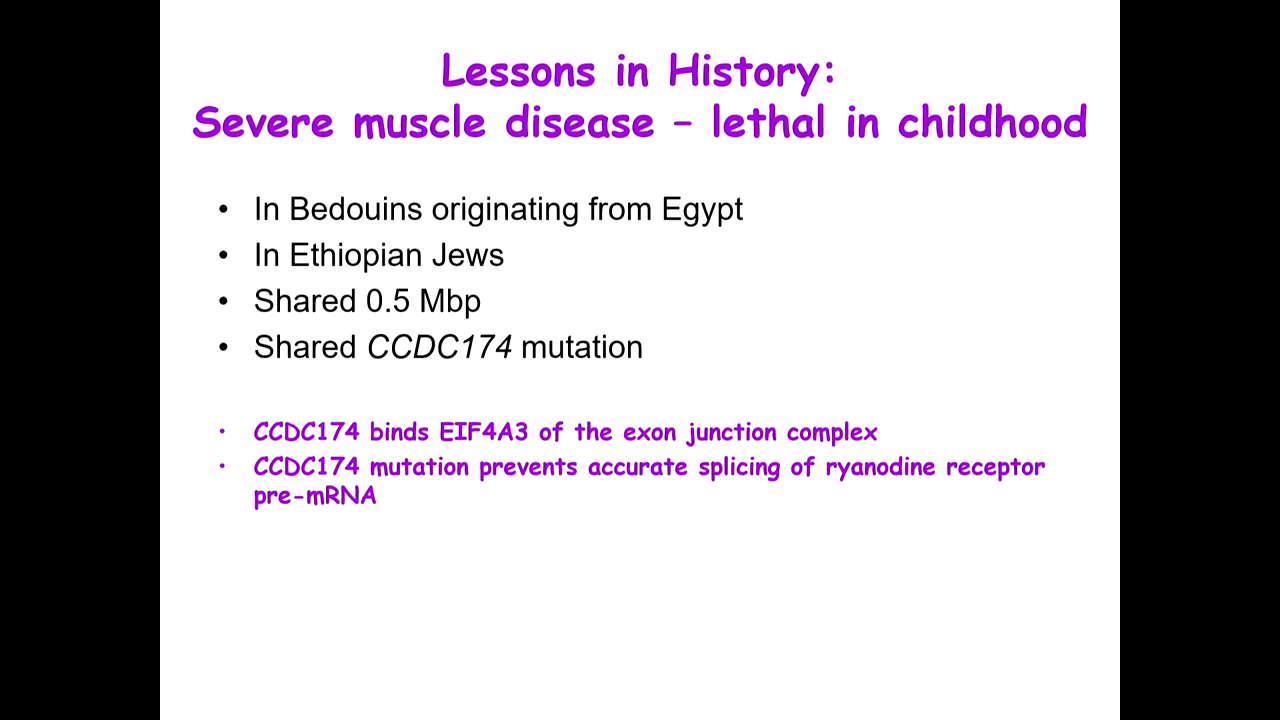 Lessons in History:
Severe muscle disease – lethal in childhood
• In Bedouins originating from Egypt
• In Ethiopian Jews
• Shared 0.5 Mbp
• Shared CCDC174 mutation
• CCDC174 binds EIF4A3 of the exon junction complex
• CCDC174 mutation prevents accurate splicing of ryanodine receptor
pre-mRNA